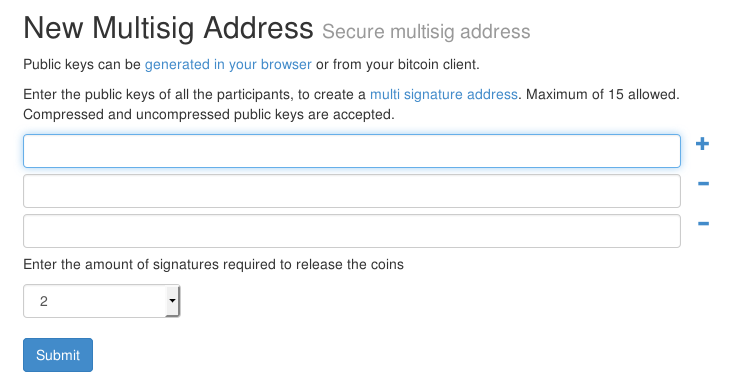 New Multisig Address Secure multisig address
Public keys can be generated in your browser or from your bitcoin client.
Enter the public keys of all the participants, to create a multi signature address. Maximum of 15 allowed.
Compressed and uncompressed public keys are accepted.
Enter the amount of signatures required to release the coins
2
Submit